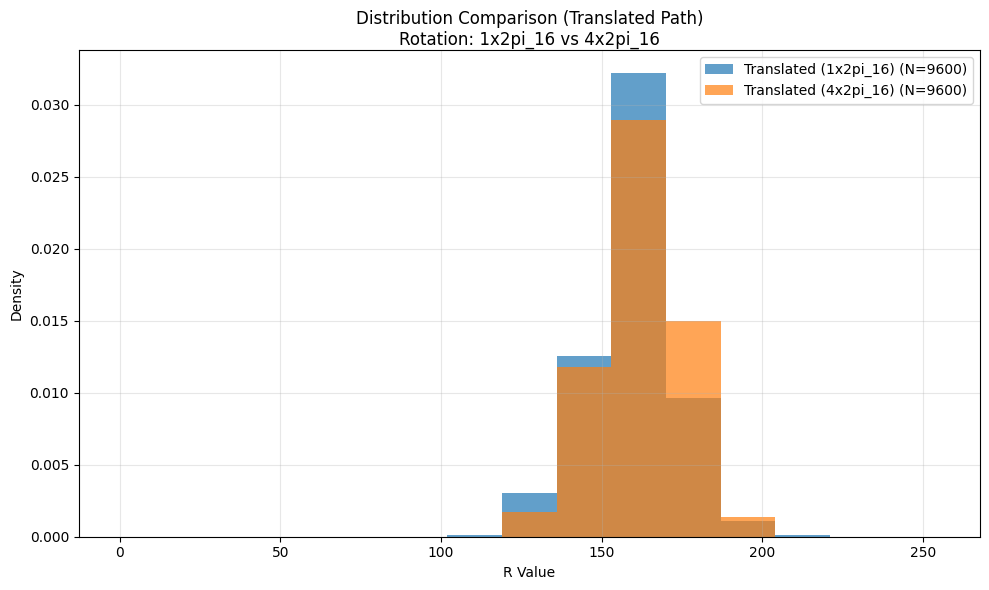 Distribution Comparison (Translated Path)
Rotation: 1x2pi_16 vs 4x2pi_16
Translated (1x2pi_16) (N=9600)
Translated (4x2pi_16) (N=9600)
Density
0.030
0.025
0.020
0.015
0.010
0.005
0.000
0 50 100 150 200 250
R Value